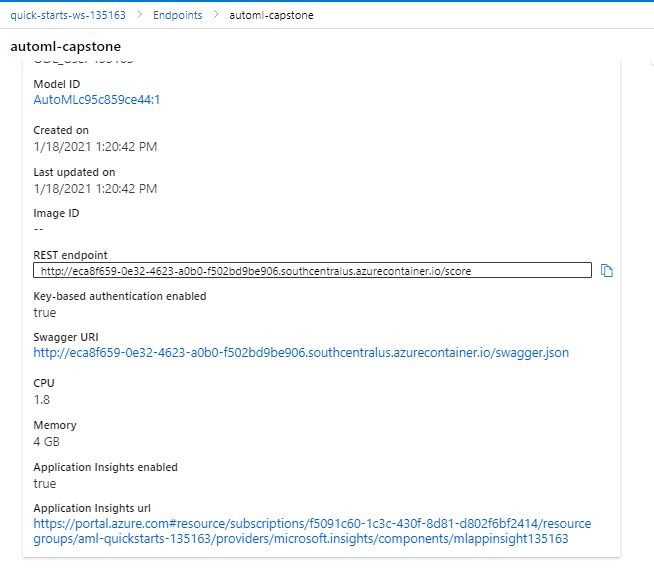 quick-starts-ws-135163 > Endpoints > automl-capstone
automl-capstone
Model ID
AutoMLc95c859ce44:1
Created on
1/18/2021 1:20:42 PM
Last updated on
1/18/2021 1:20:42 PM
Image ID
--
REST endpoint
http://eca8f659-0e32-4623-a0b0-f502bd9be906.southcentralus.azurecontainer.io/score
Key-based authentication enabled
true
Swagger URI
http://eca8f659-0e32-4623-a0b0-f502bd9be906.southcentralus.azurecontainer.io/swagger.json
CPU
1.8
Memory
4 GB
Application Insights enabled
true
Application Insights url
https://portal.azure.com#resource/subscriptions/f5091c60-1c3c-430f-8d81-d802f6bf2414/resource
groups/aml-quickstarts-135163/providers/microsoft.insights/components/mlappinsight135163